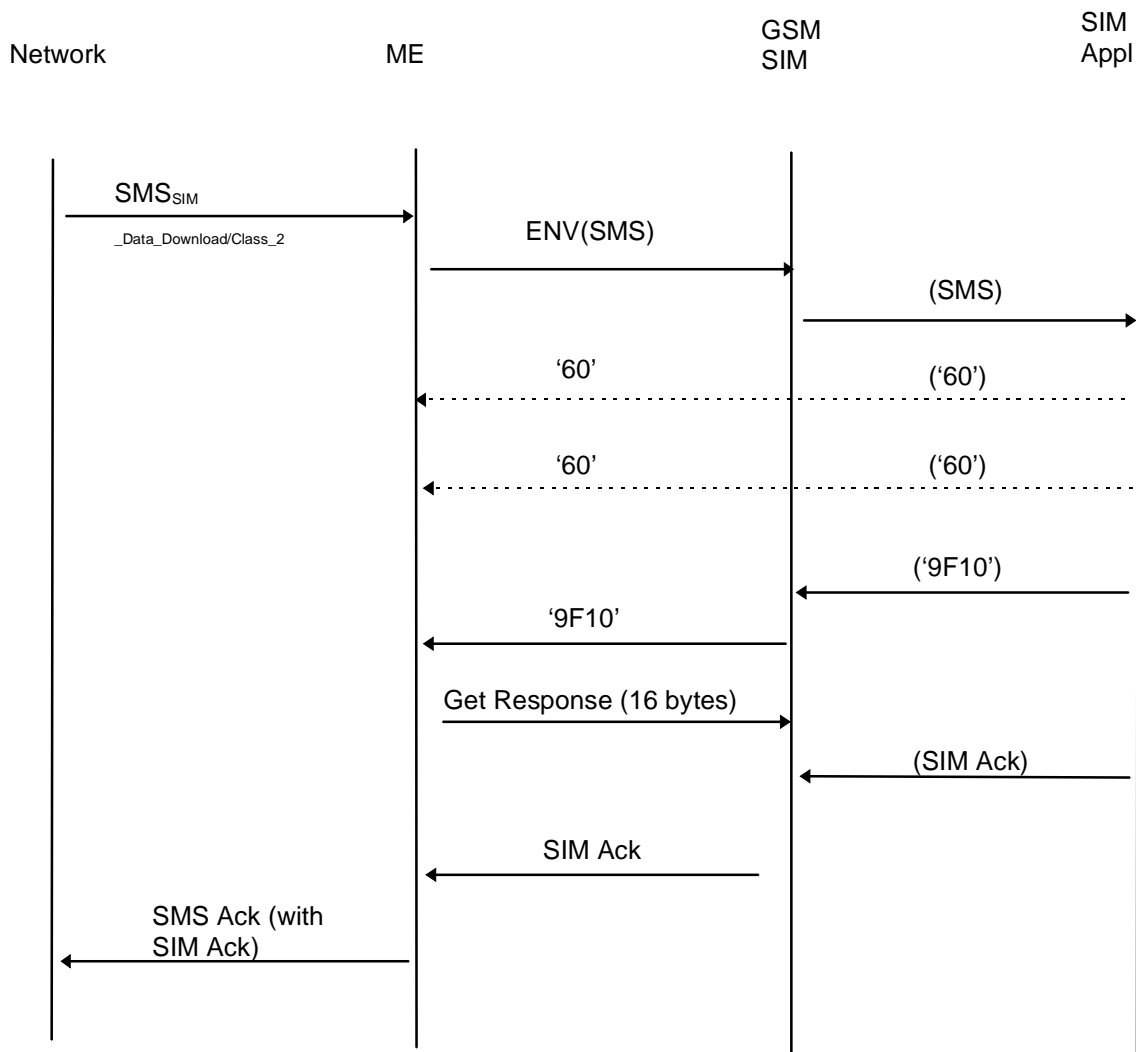 Network
ME
GSM
SIM
SIM
Appl
SMSSIM
_Data_Download/Class_2
ENV(SMS)
(SMS)
‘60’
(‘60’)
‘60’
(‘60’)
(‘9F10’)
‘9F10’
Get Response (16 bytes)
(SIM Ack)
SIM Ack
SMS Ack (with
SIM Ack)